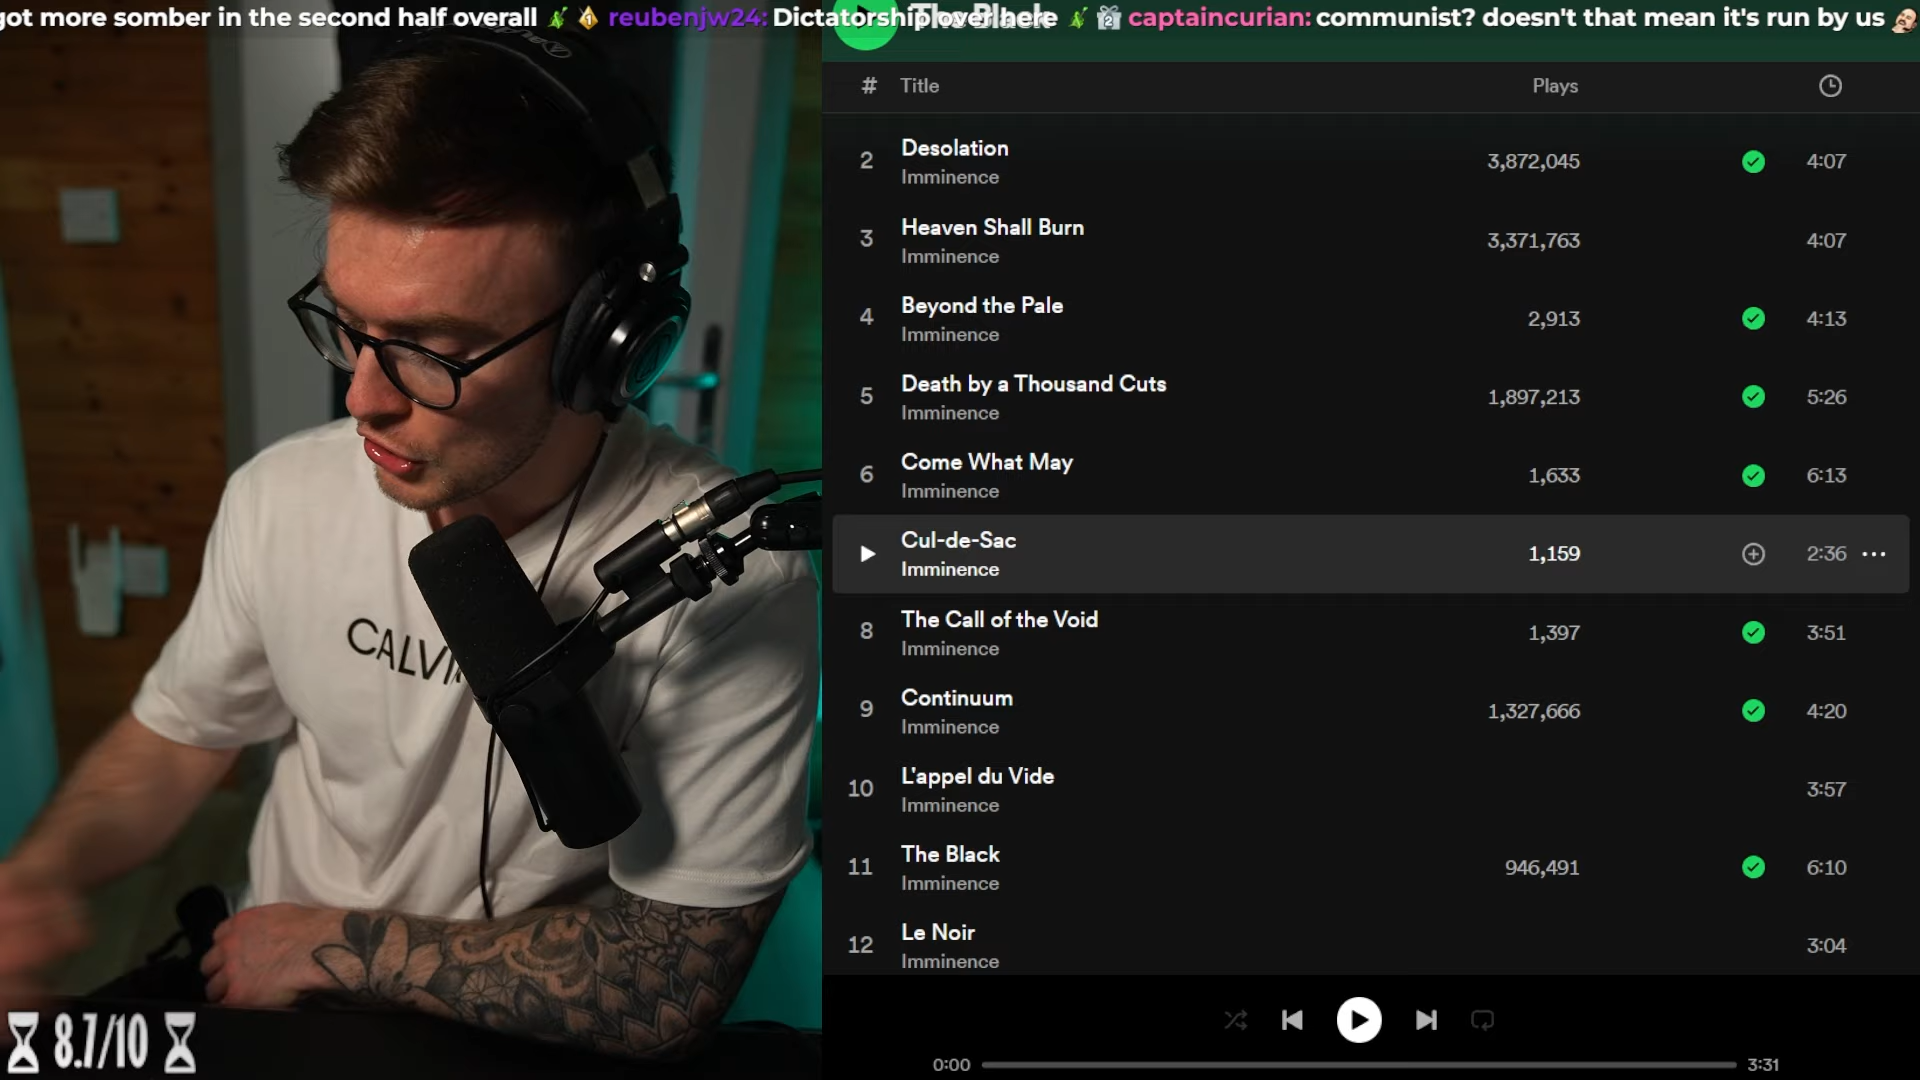 got more somber in the second half overall reubenjw24: Dictatorship over here captaincurian: communist? doesn't that mean it's run by us
The Black
# Title Plays
2 Desolation 3,872,045 4:07
Imminence
3 Heaven Shall Burn 3,371,763 4:07
Imminence
4 Beyond the Pale 2,913 4:13
Imminence
5 Death by a Thousand Cuts 1,897,213 5:26
Imminence
6 Come What May 1,633 6:13
Imminence
Cul-de-Sac 1,159 2:36
Imminence
8 The Call of the Void 1,397 3:51
Imminence
9 Continuum 1,327,666 4:20
Imminence
10 L'appel du Vide 3:57
Imminence
11 The Black 946,491 6:10
Imminence
12 Le Noir 3:04
Imminence
0:00 3:31
CALVI
8.7/10